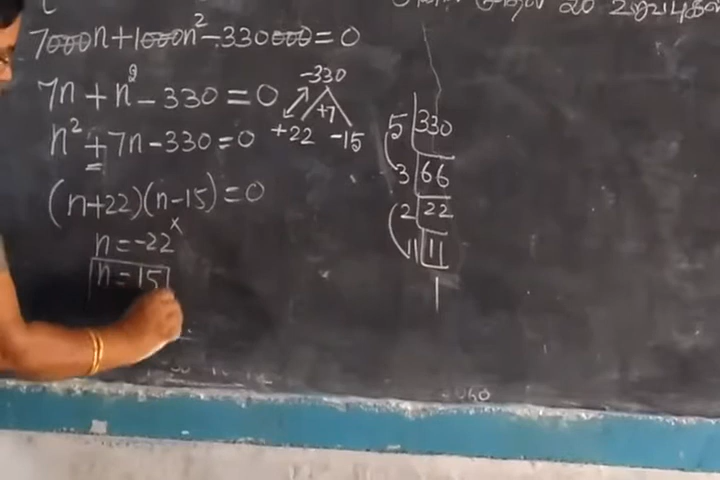 7000n+1000n²-330000=0
7n + n² - 330 = 0
n² + 7n - 330 = 0
(n+22)(n-15) = 0
n = -22 x
n = 15
-330
+7
+22 -15
5 330
3 66
2 22
11 11
1